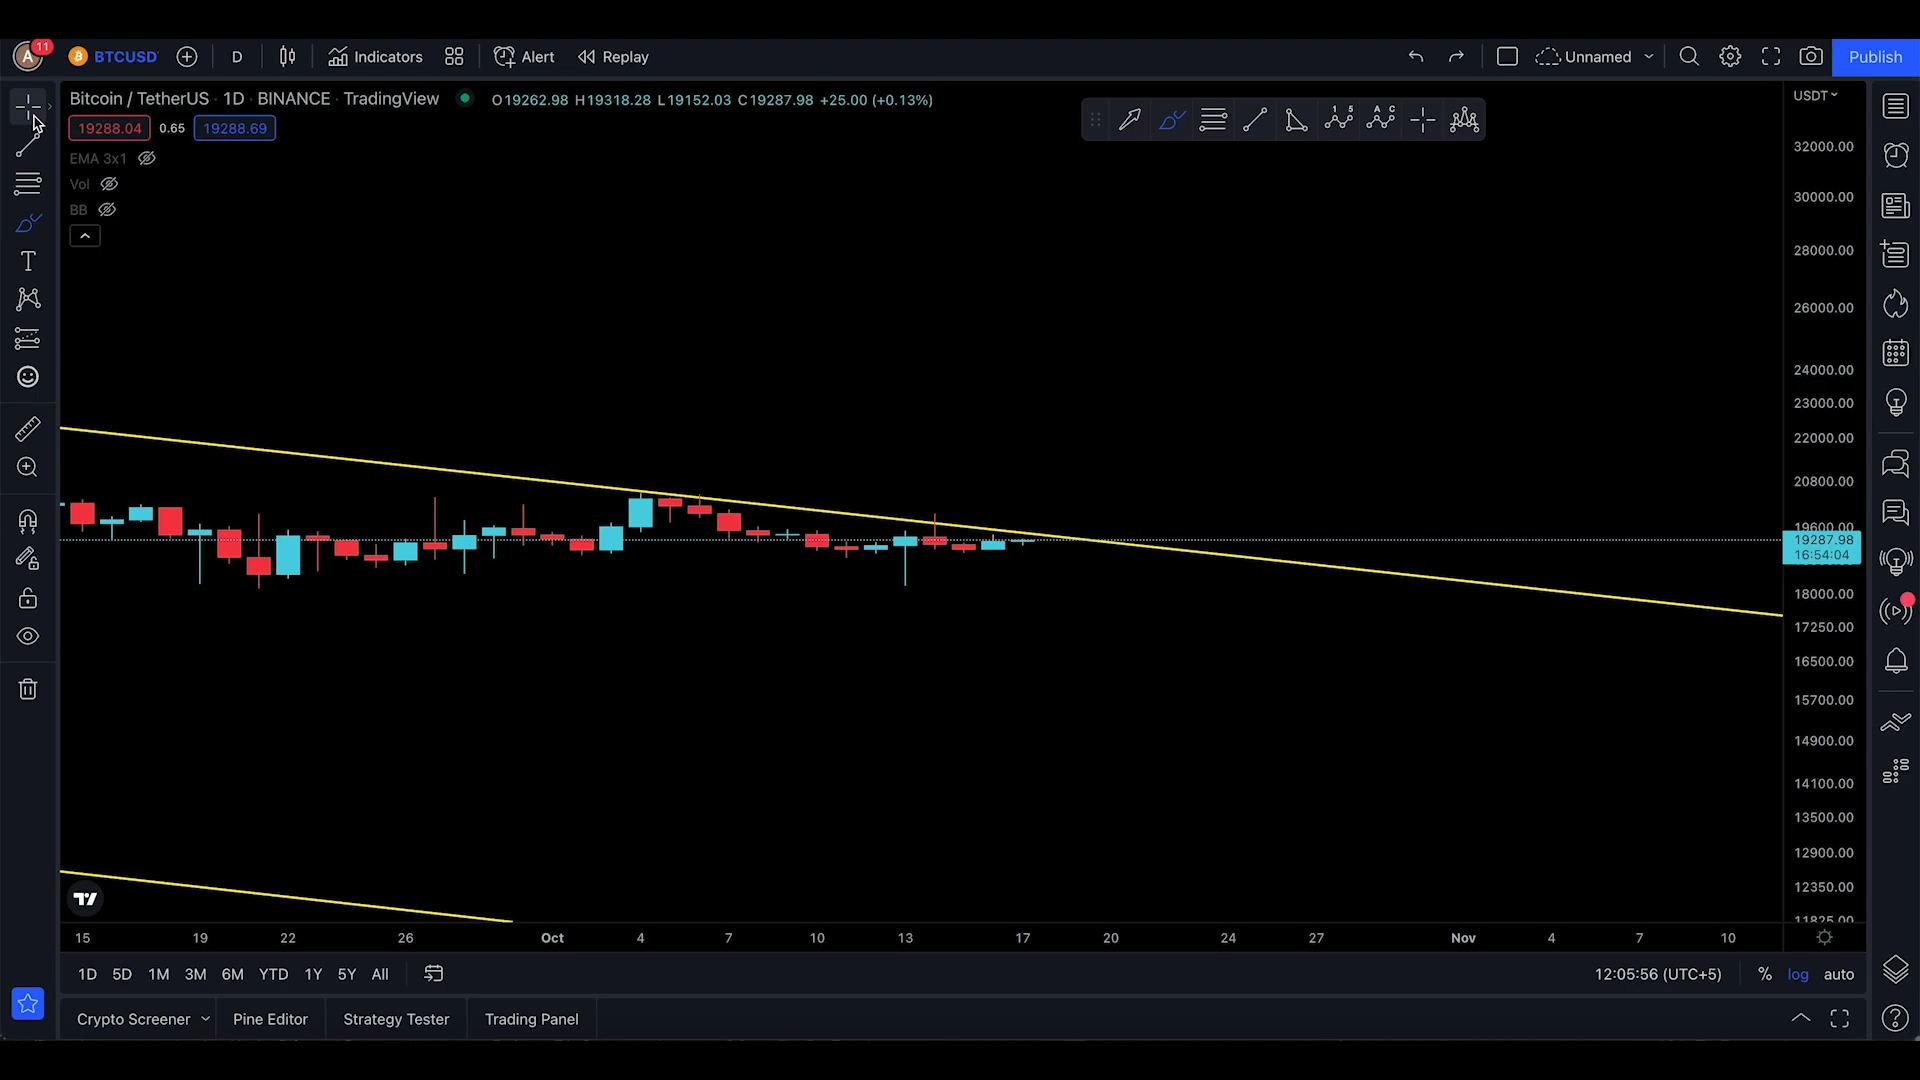 A 11 BTCUSD D Indicators Alert Replay Unnamed Publish
Bitcoin / TetherUS · 1D · BINANCE · TradingView O19262.98 H19318.28 L19152.03 C19287.98 +25.00 (+0.13%)
USDT
19288.04 0.65 19288.69
EMA 3x1
Vol
BB
T
1 5
A C
32000.00
30000.00
28000.00
26000.00
24000.00
23000.00
22000.00
20800.00
19600.00
19287.98
16:54:04
18000.00
17250.00
16500.00
15700.00
14900.00
14100.00
13500.00
12900.00
12350.00
11825.00
15 19 22 26 Oct 4 7 10 13 17 20 24 27 Nov 4 7 10
1D 5D 1M 3M 6M YTD 1Y 5Y All 12:05:56 (UTC+5) % log auto
Crypto Screener Pine Editor Strategy Tester Trading Panel